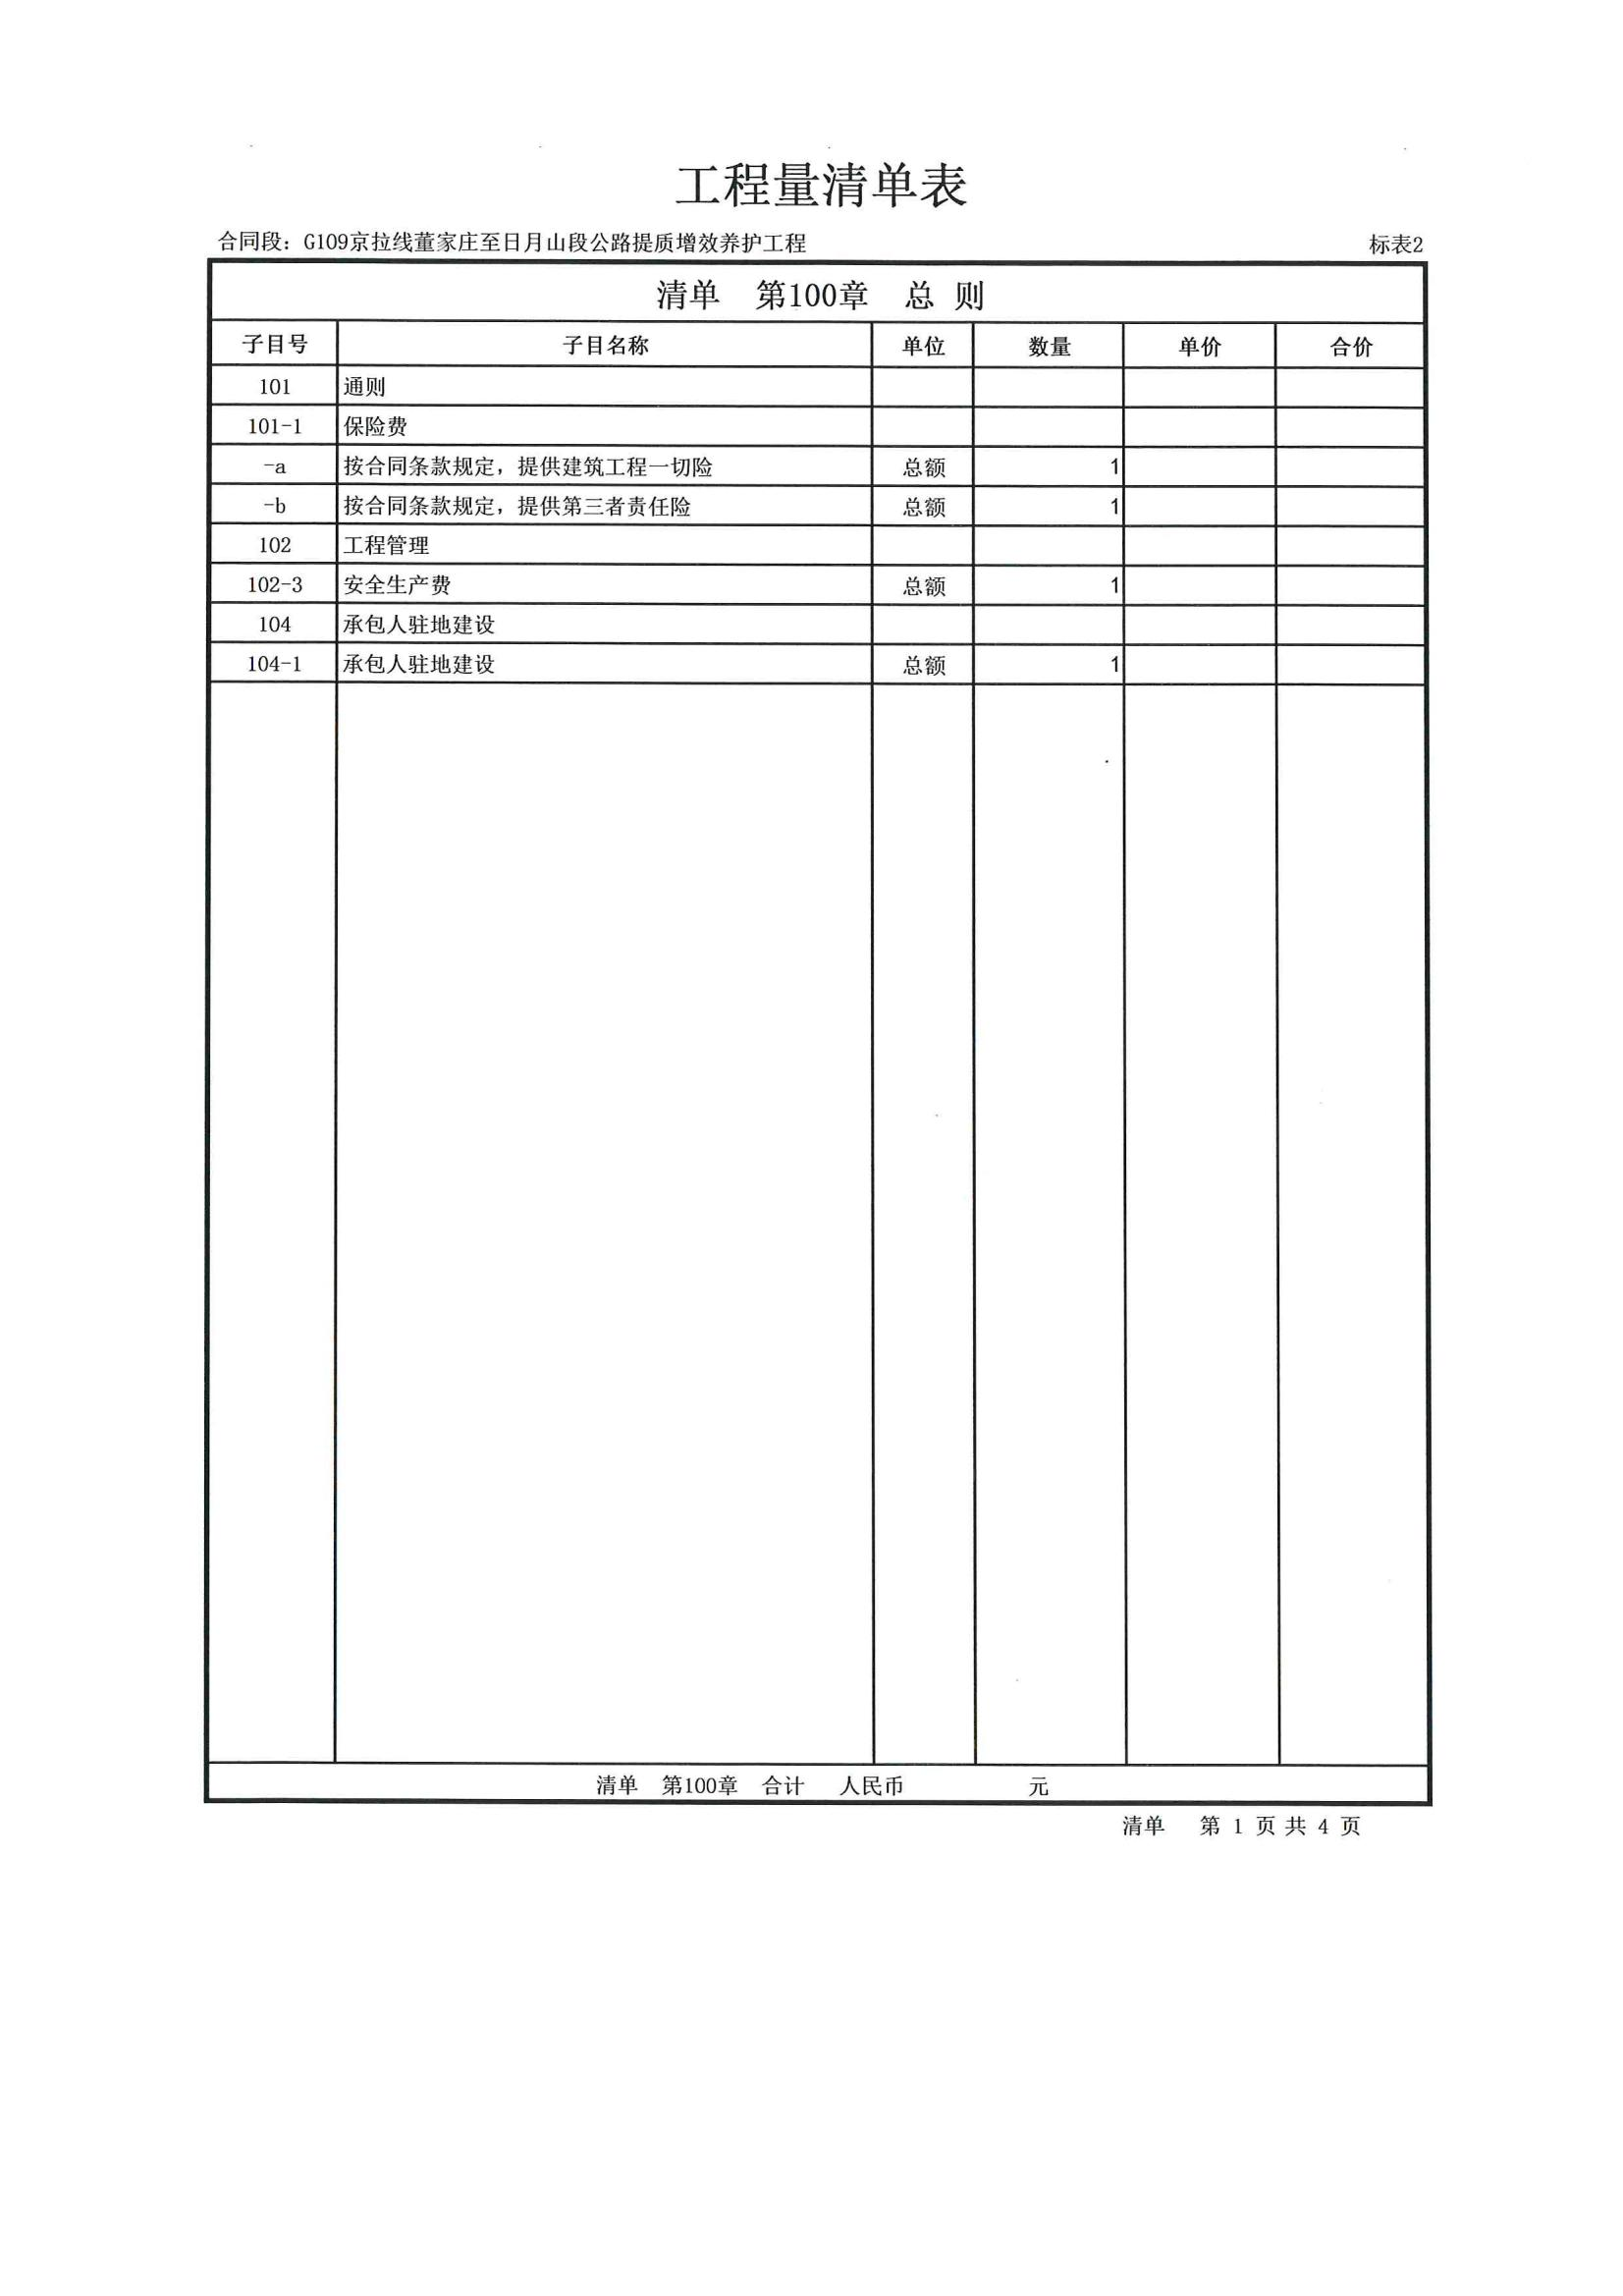 工程量清单表
合同段：G109京拉线董家庄至日月山段公路提质增效养护工程 标表2
清单 第100章 总 则
子目号 子目名称 单位 数量 单价 合价
101 通则
101-1 保险费
-a 按合同条款规定，提供建筑工程一切险 总额 1
-b 按合同条款规定，提供第三者责任险 总额 1
102 工程管理
102-3 安全生产费 总额 1
104 承包人驻地建设
104-1 承包人驻地建设 总额 1
清单 第100章 合计 人民币 元
清单 第 1 页 共 4 页